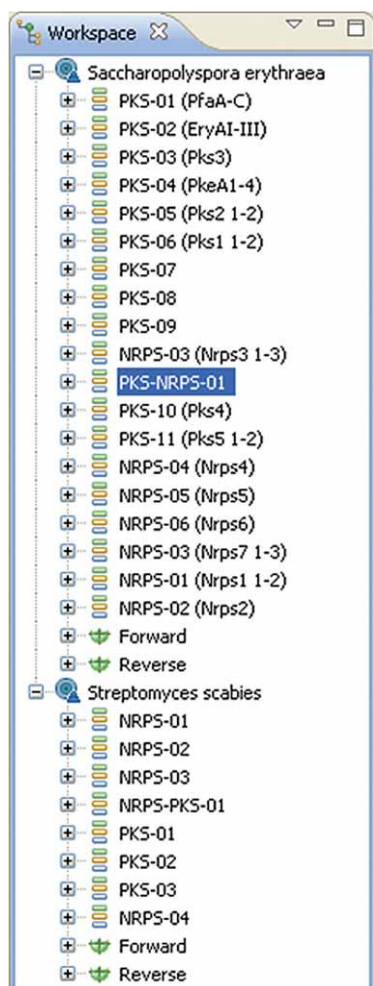 Workspace
Saccharopolyspora erythraea
PKS-01 (PfaA-C)
PKS-02 (EryAI-III)
PKS-03 (Pks3)
PKS-04 (PkeA1-4)
PKS-05 (Pks2 1-2)
PKS-06 (Pks1 1-2)
PKS-07
PKS-08
PKS-09
NRPS-03 (Nrps3 1-3)
PKS-NRPS-01
PKS-10 (Pks4)
PKS-11 (Pks5 1-2)
NRPS-04 (Nrps4)
NRPS-05 (Nrps5)
NRPS-06 (Nrps6)
NRPS-03 (Nrps7 1-3)
NRPS-01 (Nrps1 1-2)
NRPS-02 (Nrps2)
Forward
Reverse
Streptomyces scabies
NRPS-01
NRPS-02
NRPS-03
NRPS-PKS-01
PKS-01
PKS-02
PKS-03
NRPS-04
Forward
Reverse